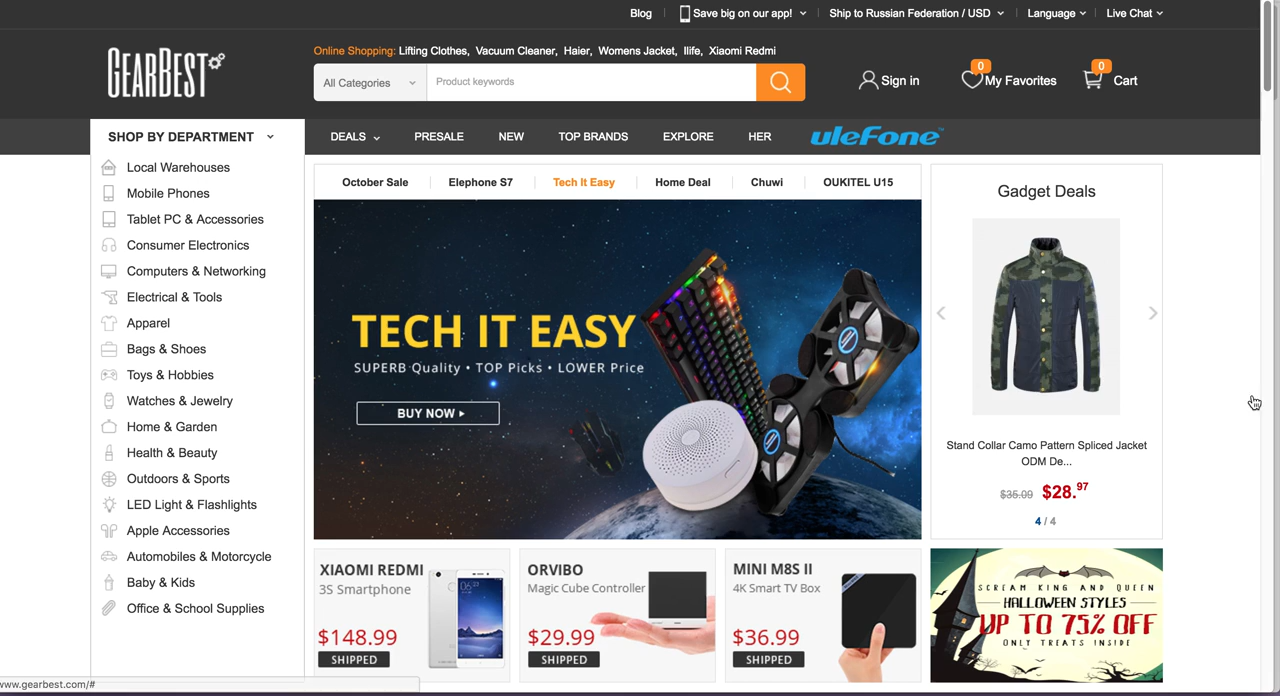 Blog
Save big on our app!
Ship to Russian Federation / USD
Language
Live Chat
GEARBEST
Online Shopping: Lifting Clothes, Vacuum Cleaner, Haier, Womens Jacket, Ilife, Xiaomi Redmi
All Categories
Product keywords
Sign in
0
My Favorites
0
Cart
SHOP BY DEPARTMENT
DEALS
PRESALE
NEW
TOP BRANDS
EXPLORE
HER
uleFone™
Local Warehouses
Mobile Phones
Tablet PC & Accessories
Consumer Electronics
Computers & Networking
Electrical & Tools
Apparel
Bags & Shoes
Toys & Hobbies
Watches & Jewelry
Home & Garden
Health & Beauty
Outdoors & Sports
LED Light & Flashlights
Apple Accessories
Automobiles & Motorcycle
Baby & Kids
Office & School Supplies
October Sale
Elephone S7
Tech It Easy
Home Deal
Chuwi
OUKITEL U15
TECH IT EASY
SUPERB Quality • TOP Picks • LOWER Price
BUY NOW
Gadget Deals
Stand Collar Camo Pattern Spliced Jacket
ODM De...
$35.09 $28.97
4 / 4
XIAOMI REDMI
3S Smartphone
$148.99
SHIPPED
ORVIBO
Magic Cube Controller
$29.99
SHIPPED
MINI M8S II
4K Smart TV Box
$36.99
SHIPPED
SCREAM KING AND QUEEN
HALLOWEEN STYLES
UP TO 75% OFF
ONLY TREATS INSIDE
www.gearbest.com/#